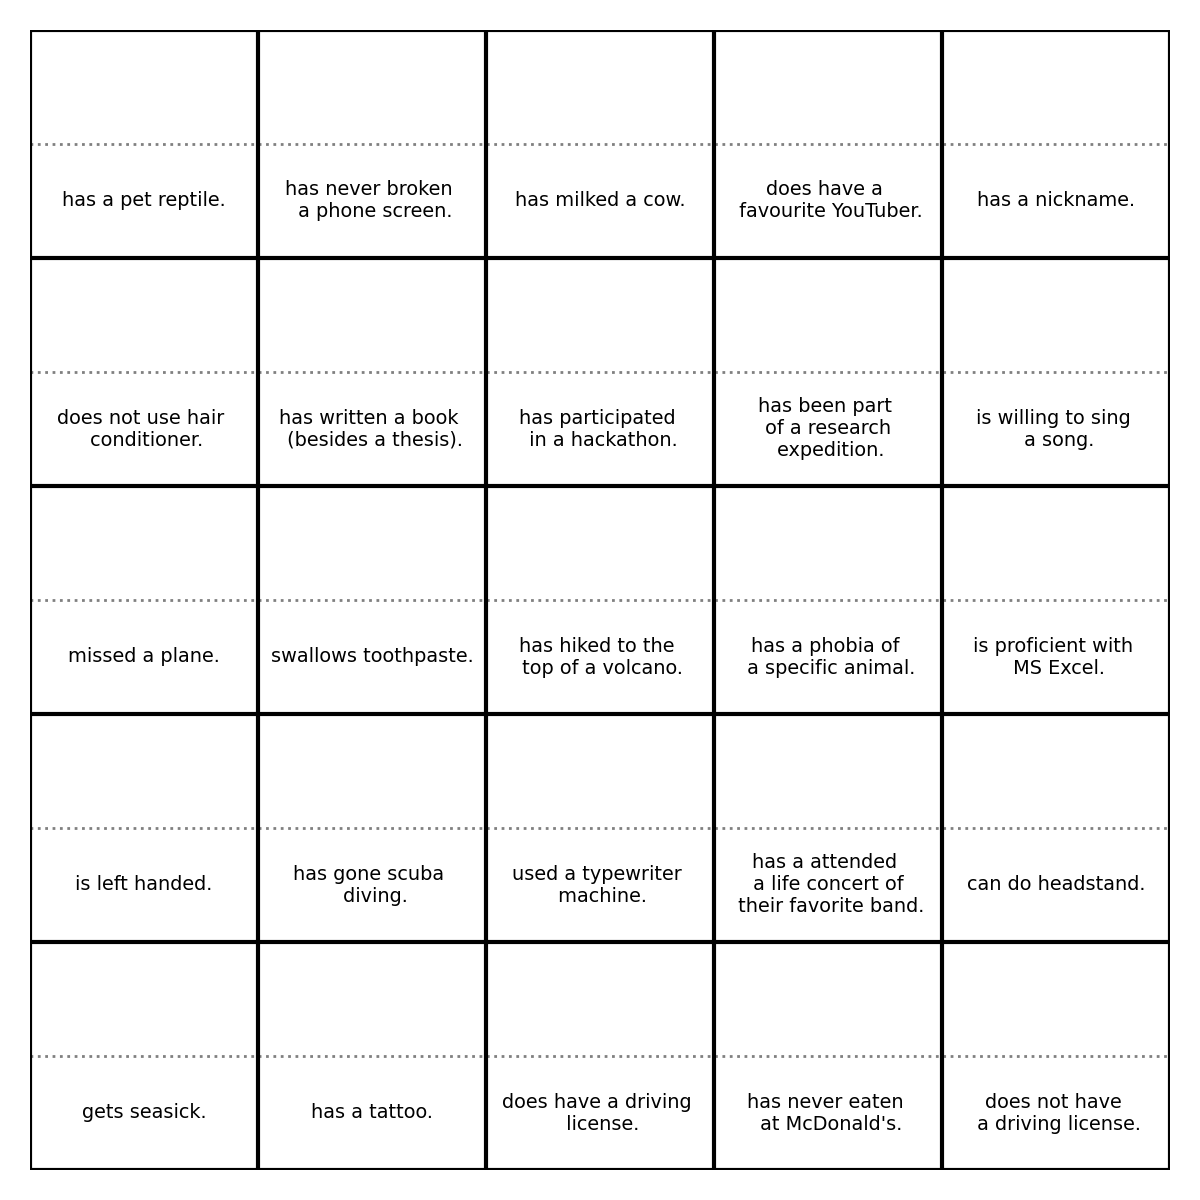 has a pet reptile.
has never broken
a phone screen.
has milked a cow.
does have a
favourite YouTuber.
has a nickname.
does not use hair
conditioner.
has written a book
(besides a thesis).
has participated
in a hackathon.
has been part
of a research
expedition.
is willing to sing
a song.
missed a plane.
swallows toothpaste.
has hiked to the
top of a volcano.
has a phobia of
a specific animal.
is proficient with
MS Excel.
is left handed.
has gone scuba
diving.
used a typewriter
machine.
has a attended
a life concert of
their favorite band.
can do headstand.
gets seasick.
has a tattoo.
does have a driving
license.
has never eaten
at McDonald's.
does not have
a driving license.